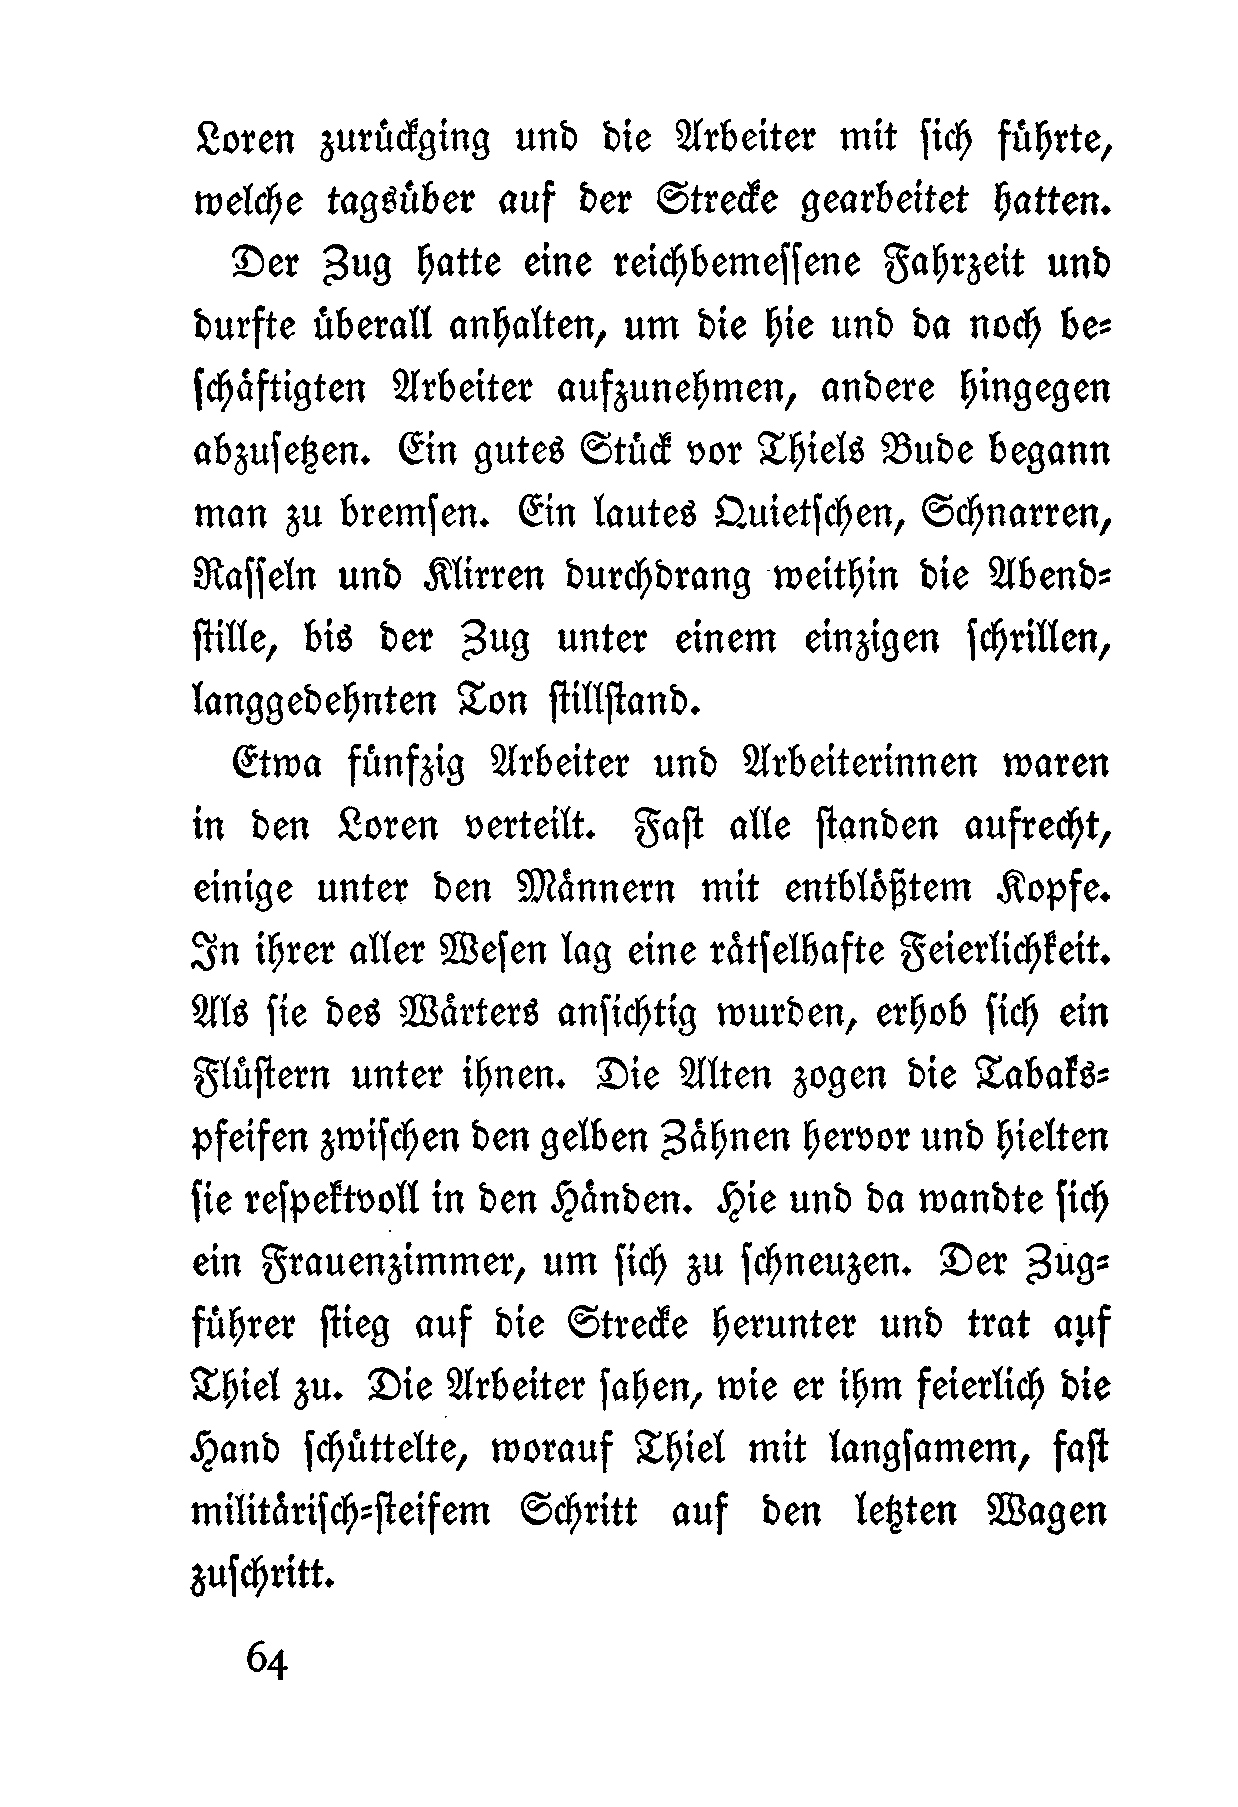 Loren zurückging und die Arbeiter mit ſich führte,
welche tagsüber auf der Strecke gearbeitet hatten.
Der Zug hatte eine reichbemeſſene Fahrzeit und
durfte überall anhalten, um die hie und da noch be⸗
ſchäftigten Arbeiter aufzunehmen, andere hingegen
abzuſetzen. Ein gutes Stück vor Thiels Bude begann
man zu bremſen. Ein lautes Quietſchen, Schnarren,
Raſſeln und Klirren durchdrang weithin die Abend⸗
ſtille, bis der Zug unter einem einzigen ſchrillen,
langgedehnten Ton ſtillſtand.
Etwa fünfzig Arbeiter und Arbeiterinnen waren
in den Loren verteilt. Faſt alle ſtanden aufrecht,
einige unter den Männern mit entblößtem Kopfe.
In ihrer aller Weſen lag eine rätſelhafte Feierlichkeit.
Als ſie des Wärters anſichtig wurden, erhob ſich ein
Flüſtern unter ihnen. Die Alten zogen die Tabaks⸗
pfeifen zwiſchen den gelben Zähnen hervor und hielten
ſie reſpektvoll in den Händen. Hie und da wandte ſich
ein Frauenzimmer, um ſich zu ſchneuzen. Der Zug⸗
führer ſtieg auf die Strecke herunter und trat auf
Thiel zu. Die Arbeiter ſahen, wie er ihm feierlich die
Hand ſchüttelte, worauf Thiel mit langſamem, faſt
militäriſch⸗ſteifem Schritt auf den letzten Wagen
zuſchritt.
64